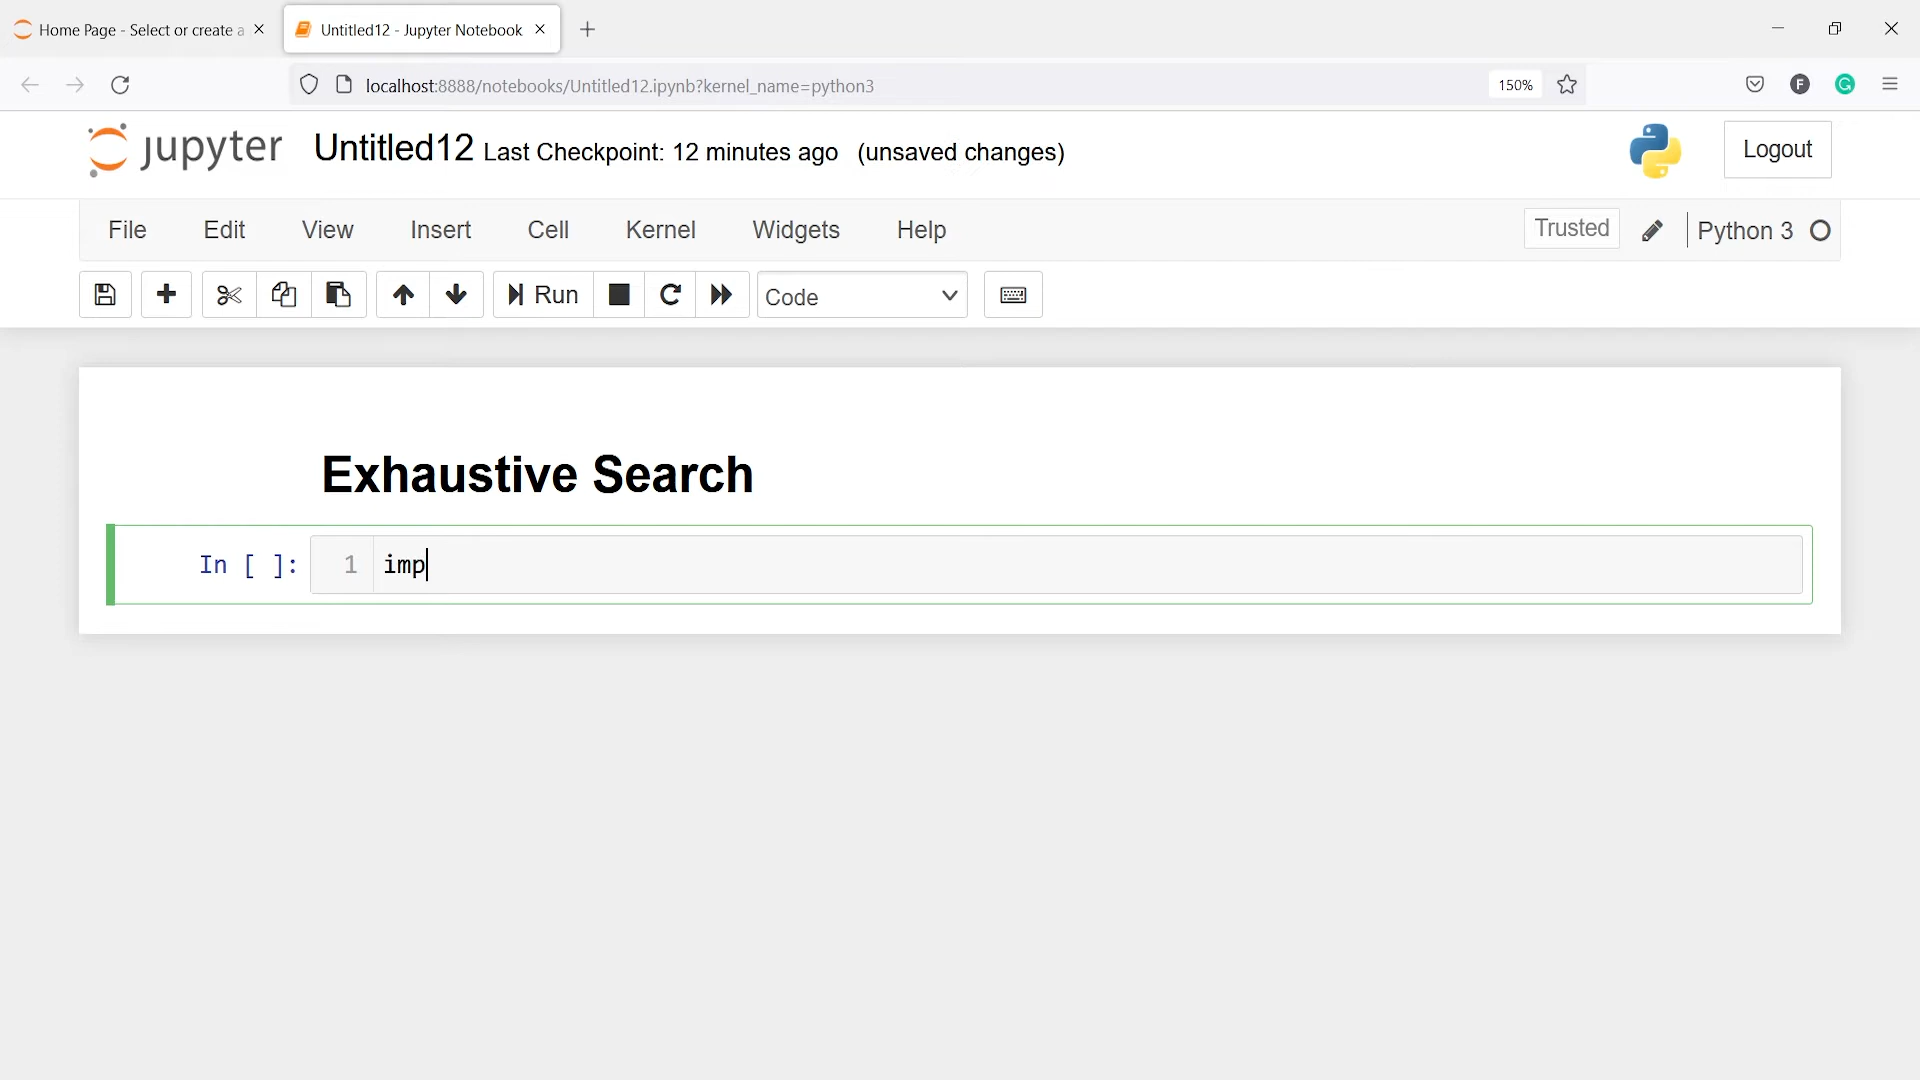 Home Page - Select or create a
Untitled12 - Jupyter Notebook
localhost:8888/notebooks/Untitled12.ipynb?kernel_name=python3
150%
F
G
jupyter Untitled12 Last Checkpoint: 12 minutes ago (unsaved changes)
Logout
File Edit View Insert Cell Kernel Widgets Help
Trusted
Python 3
Run
Code
Exhaustive Search
In [ ]: 1 imp